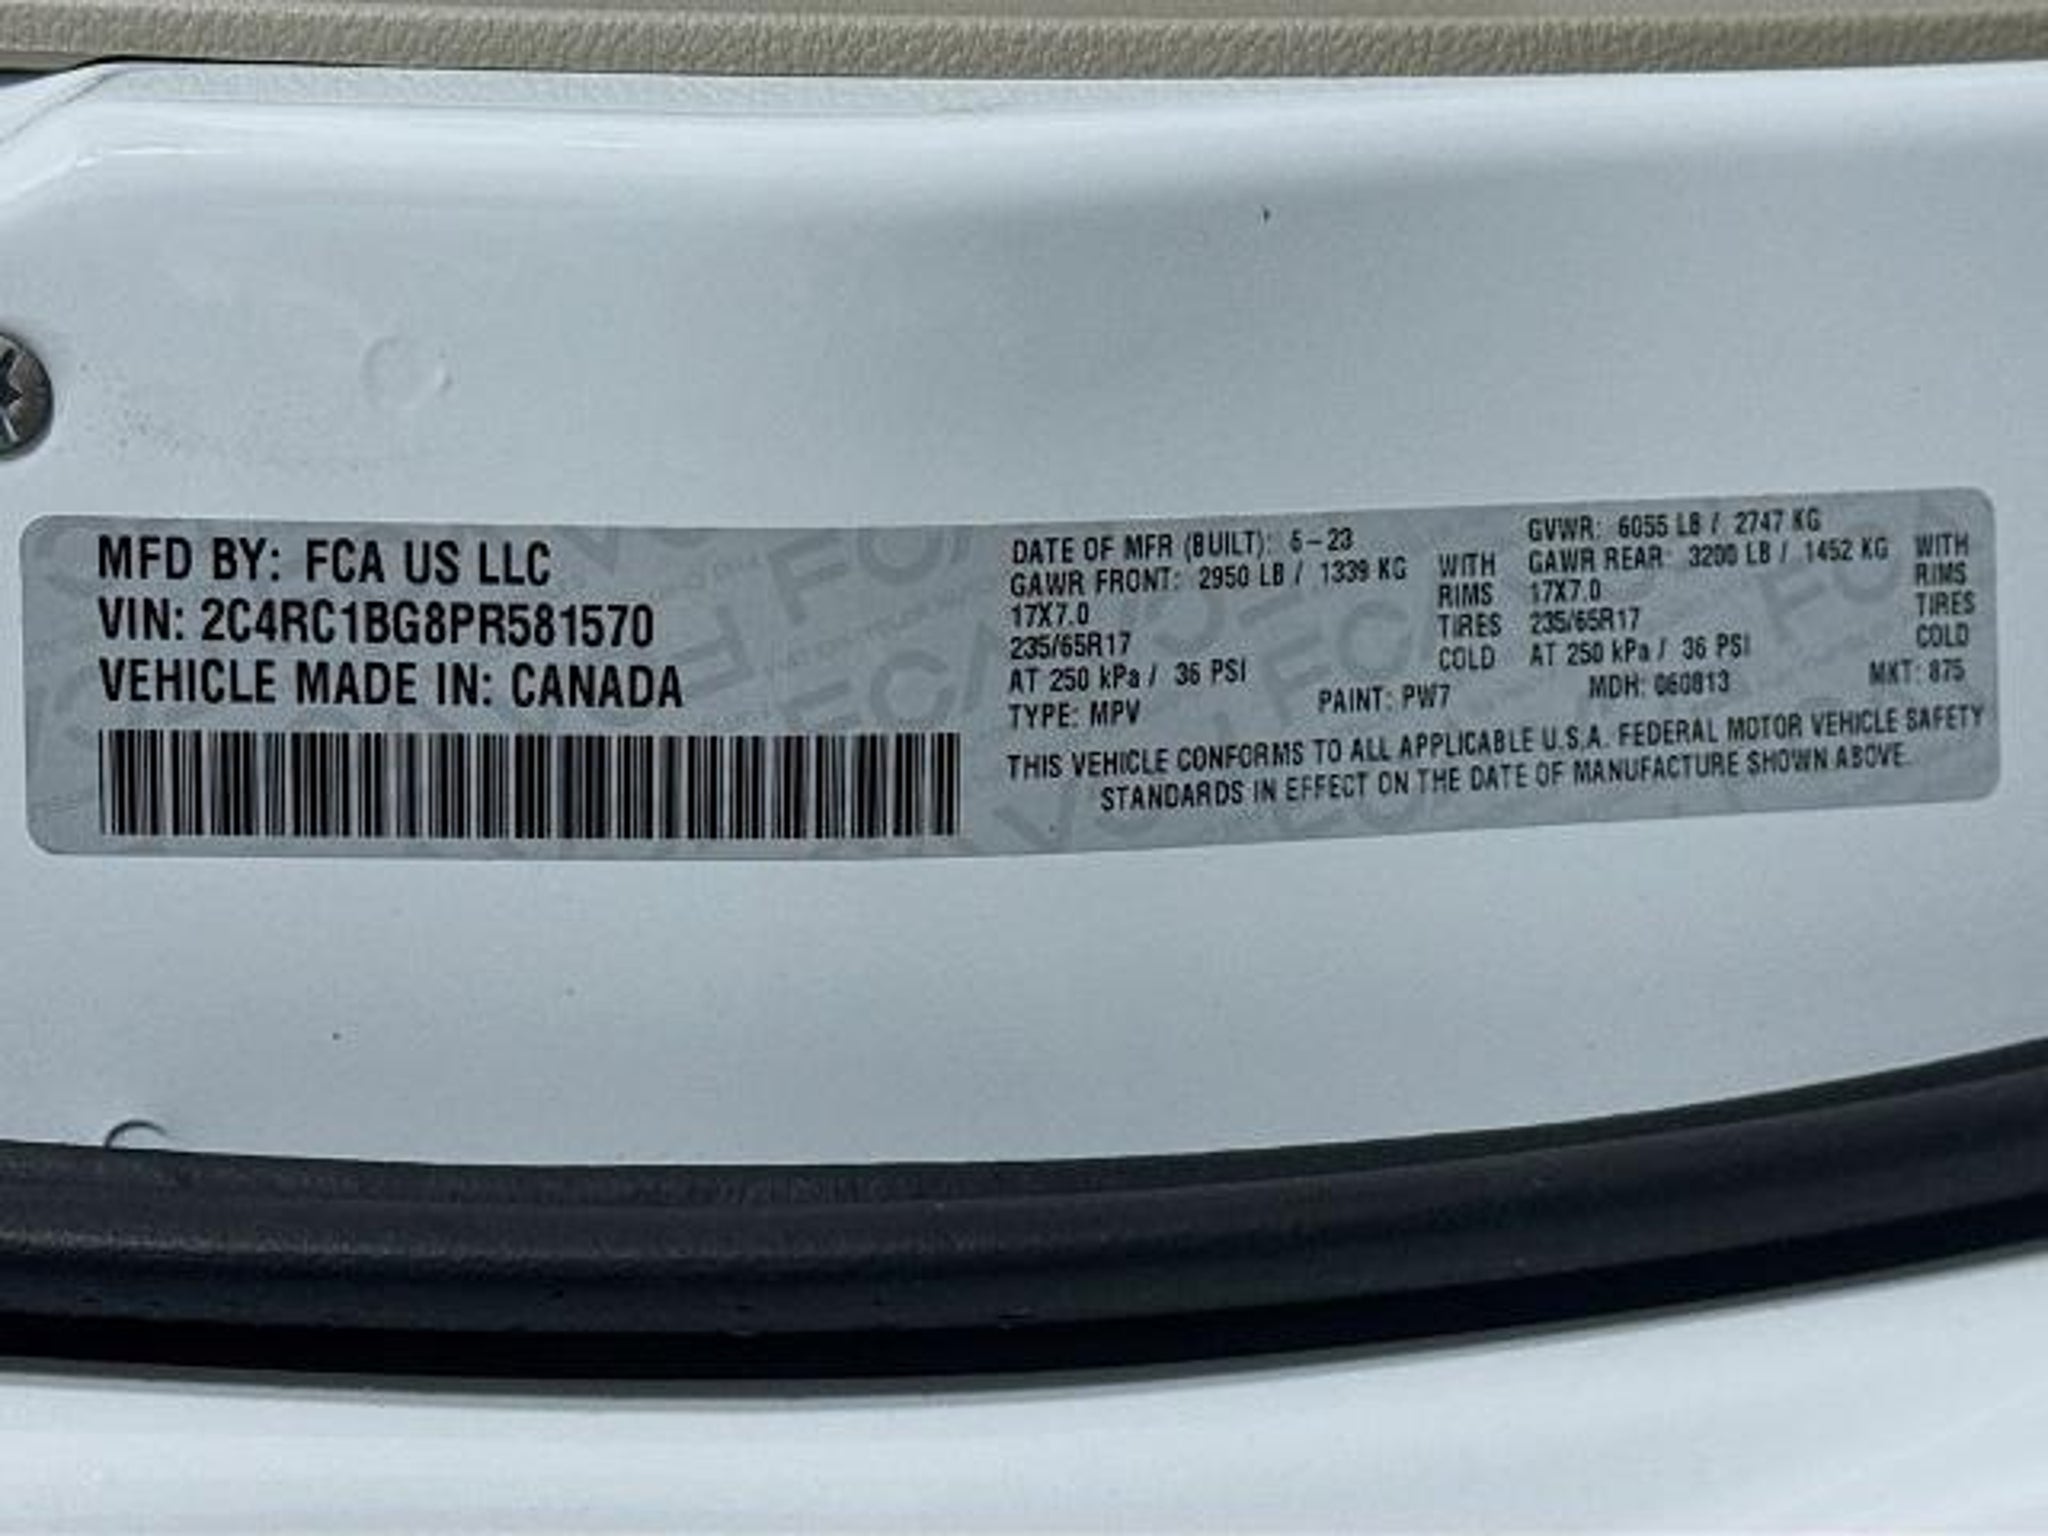 MFD BY: FCA US LLC
VIN: 2C4RC1BG8PR581570
VEHICLE MADE IN: CANADA
DATE OF MFR (BUILT): 6-23
GVWR: 6055 LB / 2747 KG
GAWR FRONT: 2950 LB / 1339 KG WITH
17X7.0 RIMS
235/65R17 TIRES
AT 250 kPa / 36 PSI COLD
GAWR REAR: 3200 LB / 1452 KG WITH
17X7.0 RIMS
235/65R17 TIRES
AT 250 kPa / 36 PSI COLD
TYPE: MPV PAINT: PW7 MDH: 060813 MKT: 875
THIS VEHICLE CONFORMS TO ALL APPLICABLE U.S.A. FEDERAL MOTOR VEHICLE SAFETY
STANDARDS IN EFFECT ON THE DATE OF MANUFACTURE SHOWN ABOVE.